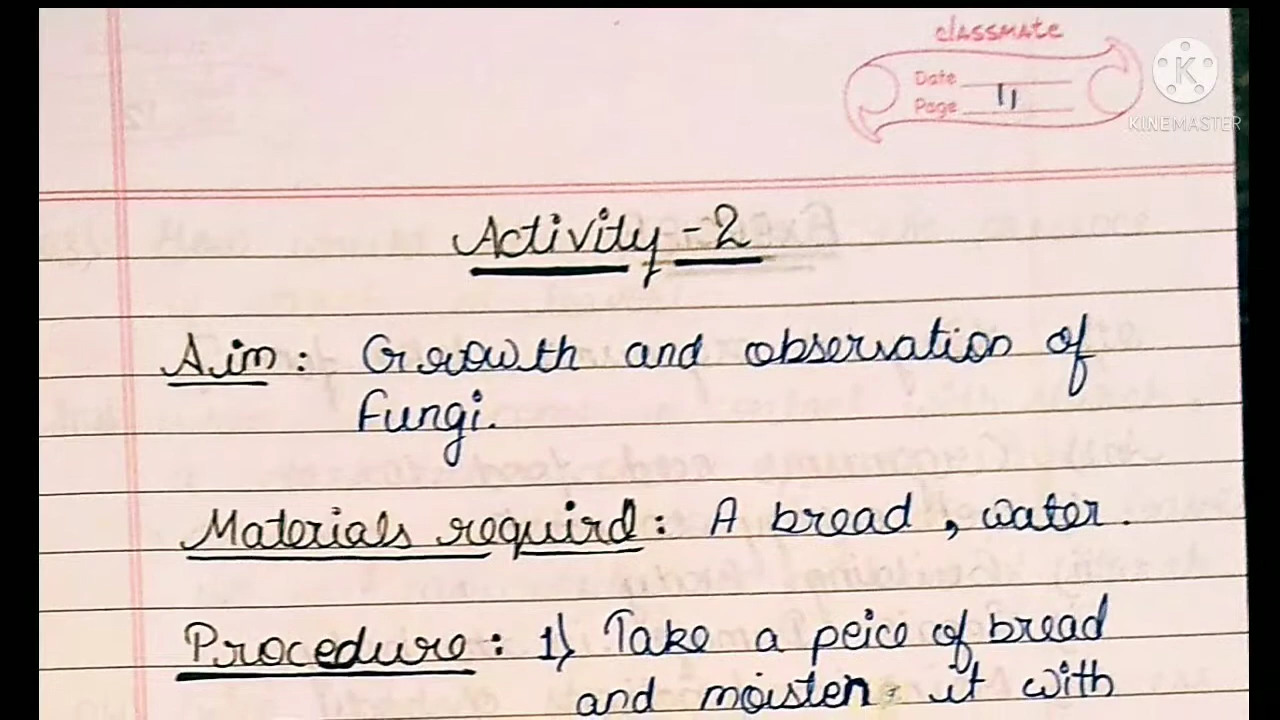 classmate
Date
Page 11
KINEMASTER
Activity-2
Aim: Growth and observation of
Fungi.
Materials requird: A bread, water.
Procedure: 1) Take a peice of bread
and moisten it with